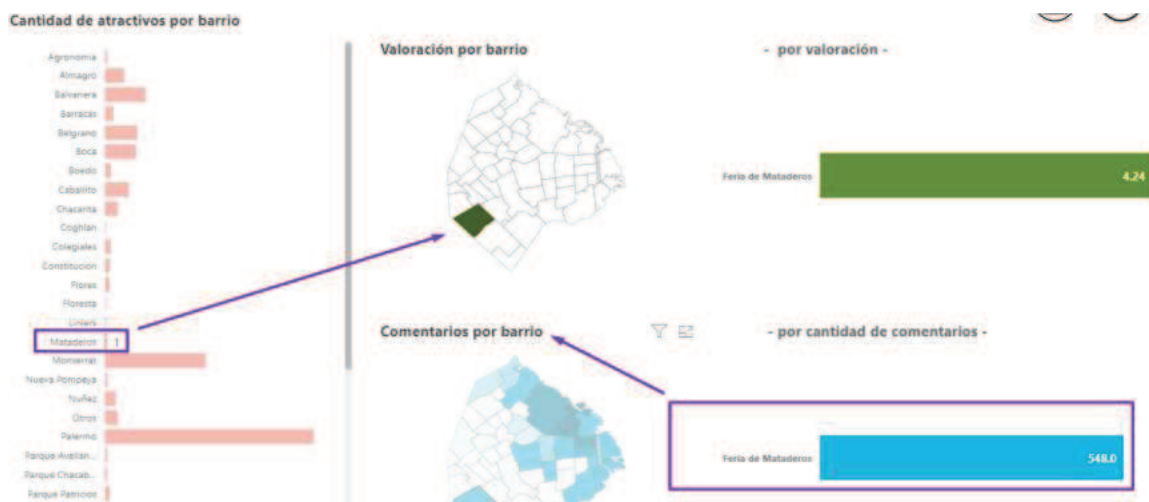 Cantidad de atractivos por barrio
Agronomia
Almagro
Balvanera
Barracas
Belgrano
Boca
Boedo
Caballito
Chacarita
Coghlan
Colegiales
Constitucion
Flores
Floresta
Liniers
Mataderos 1
Monserrat
Nueva Pompeya
Nuñez
Otros
Palermo
Parque Avellan...
Parque Chacab...
Parque Patricios
Valoración por barrio
- por valoración -
Feria de Mataderos 4.24
Comentarios por barrio
- por cantidad de comentarios -
Feria de Mataderos 548.0